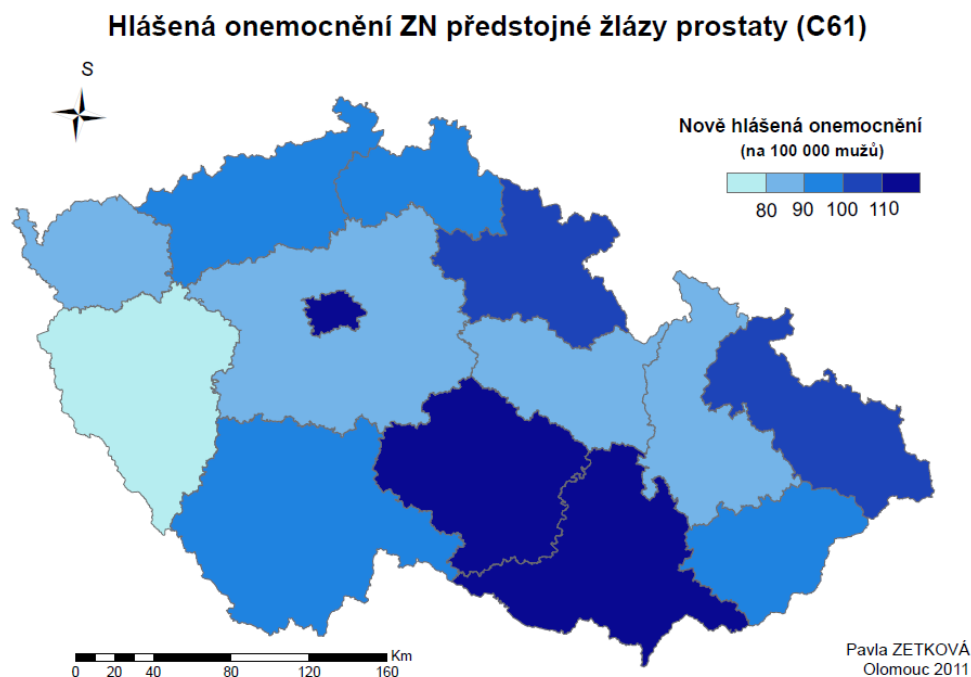 Hlášená onemocnění ZN předstojné žlázy prostaty (C61)
S
Nově hlášená onemocnění
(na 100 000 mužů)
80 90 100 110
Km
0 20 40 80 120 160
Pavla ZETKOVÁ
Olomouc 2011